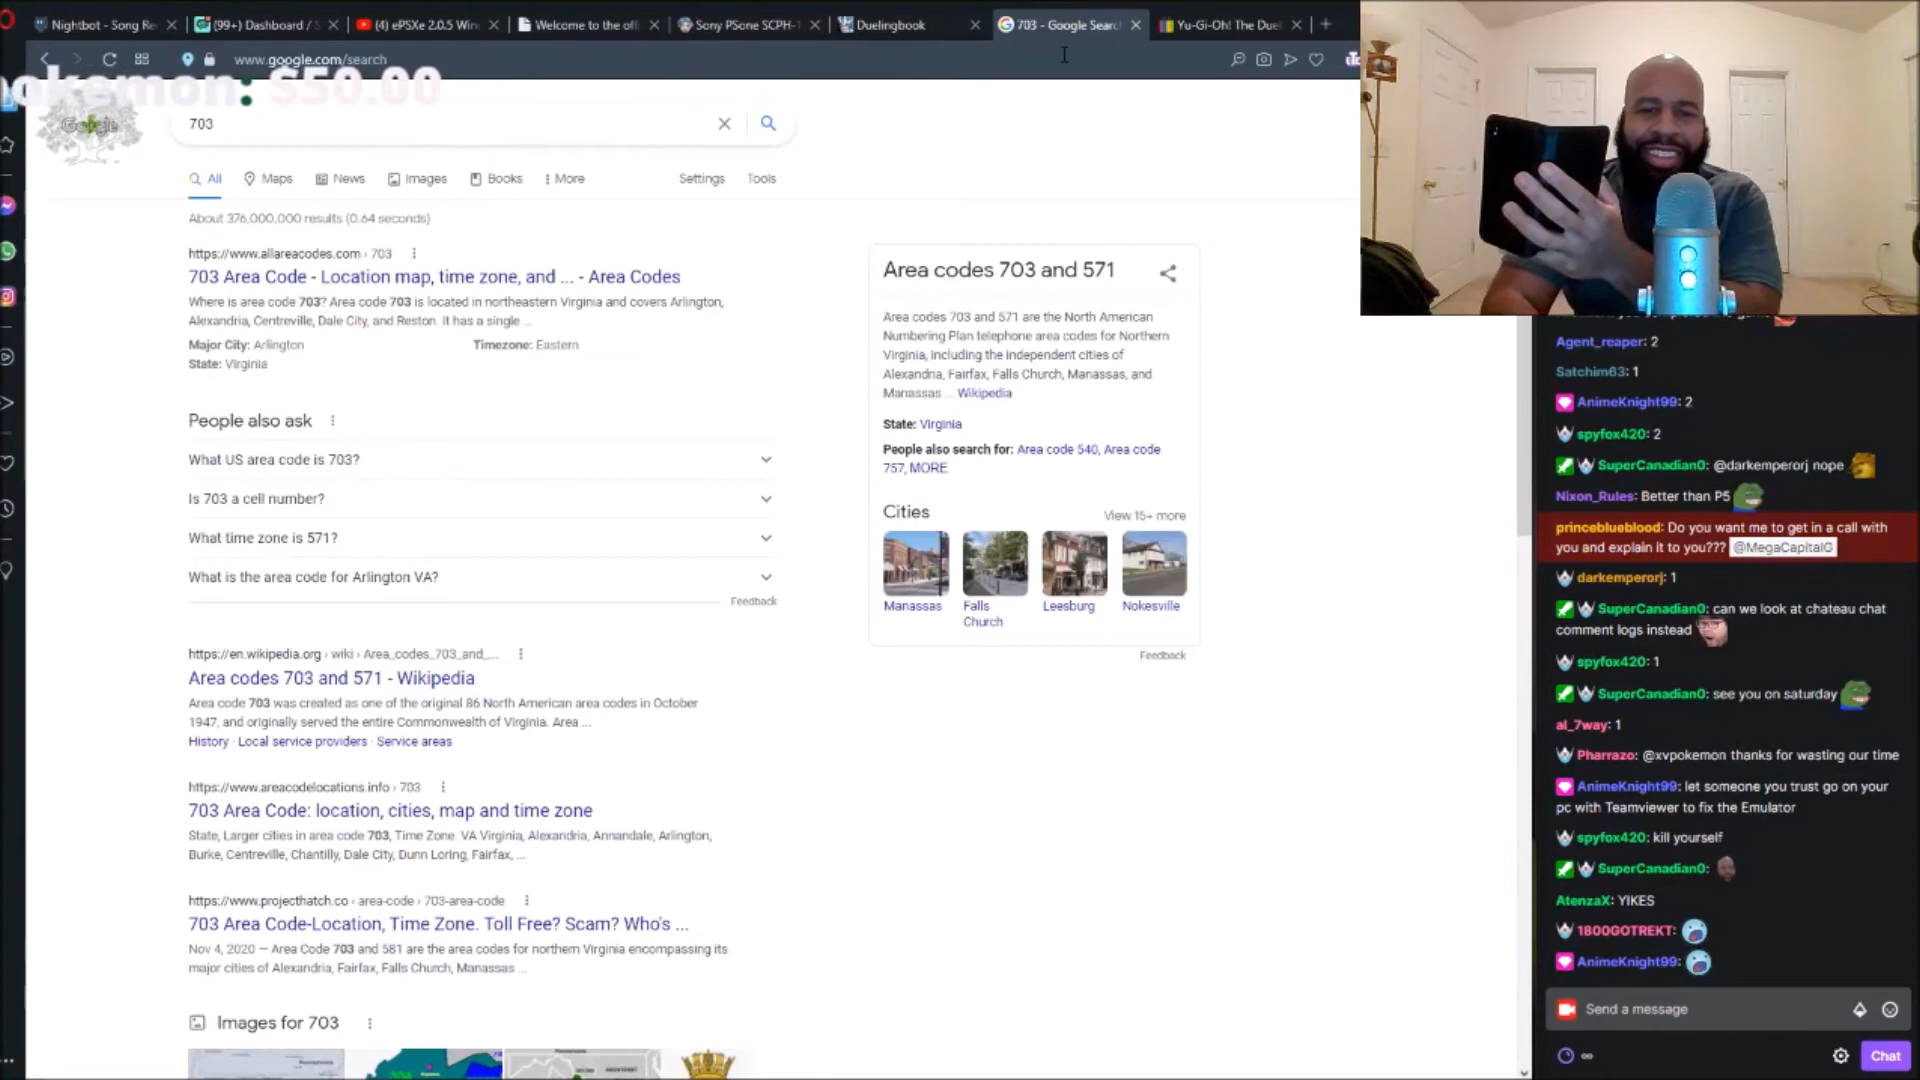 Nightbot - Song Re
(99+) Dashboard / S
(4) ePSXe 2.0.5 Win
Welcome to the offi
Sony PSone SCPH-1
Duelingbook
703 - Google Search
Yu-Gi-Oh! The Duel
www.google.com/search
okemon: $50.00
Google
703
All
Maps
News
Images
Books
More
Settings
Tools
About 376,000,000 results (0.64 seconds)
https://www.allareacodes.com › 703
703 Area Code - Location map, time zone, and ... - Area Codes
Where is area code 703? Area code 703 is located in northeastern Virginia and covers Arlington,
Alexandria, Centreville, Dale City, and Reston. It has a single ...
Major City: Arlington
Timezone: Eastern
State: Virginia
People also ask
What US area code is 703?
Is 703 a cell number?
What time zone is 571?
What is the area code for Arlington VA?
Feedback
https://en.wikipedia.org › wiki › Area_codes_703_and_...
Area codes 703 and 571 - Wikipedia
Area code 703 was created as one of the original 86 North American area codes in October
1947, and originally served the entire Commonwealth of Virginia. Area ...
History · Local service providers · Service areas
https://www.areacodelocations.info › 703
703 Area Code: location, cities, map and time zone
State, Larger cities in area code 703, Time Zone. VA Virginia, Alexandria, Annandale, Arlington,
Burke, Centreville, Chantilly, Dale City, Dunn Loring, Fairfax, ...
https://www.projecthatch.co › area-code › 703-area-code
703 Area Code-Location, Time Zone. Toll Free? Scam? Who's ...
Nov 4, 2020 — Area Code 703 and 581 are the area codes for northern Virginia encompassing its
major cities of Alexandria, Fairfax, Falls Church, Manassas ...
Images for 703
Area codes 703 and 571
Area codes 703 and 571 are the North American
Numbering Plan telephone area codes for Northern
Virginia, including the independent cities of
Alexandria, Fairfax, Falls Church, Manassas, and
Manassas ... Wikipedia
State: Virginia
People also search for: Area code 540, Area code
757, MORE
Cities
View 15+ more
Manassas
Falls Church
Leesburg
Nokesville
Feedback
Agent_reaper: 2
Satchim63: 1
AnimeKnight99: 2
spyfox420: 2
SuperCanadian0: @darkemperorj nope
Nixon_Rules: Better than P5
princeblueblood: Do you want me to get in a call with
you and explain it to you??? @MegaCapitalG
darkemperorj: 1
SuperCanadian0: can we look at chateau chat
comment logs instead
spyfox420: 1
SuperCanadian0: see you on saturday
al_7way: 1
Pharrazo: @xvpokemon thanks for wasting our time
AnimeKnight99: let someone you trust go on your
pc with Teamviewer to fix the Emulator
spyfox420: kill yourself
SuperCanadian0:
AtenzaX: YIKES
1800GOTREKT:
AnimeKnight99:
Send a message
Chat